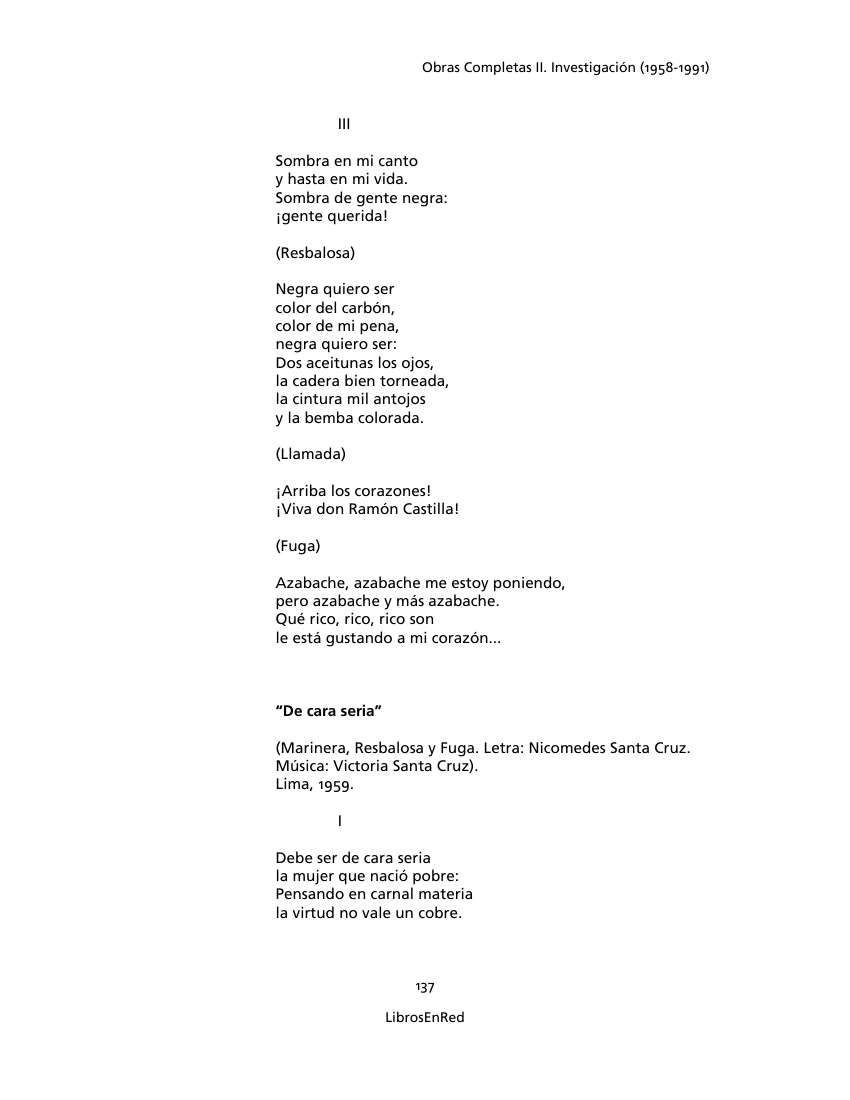 Obras Completas II. Investigación (1958-1991)
III
Sombra en mi canto
y hasta en mi vida.
Sombra de gente negra:
¡gente querida!
(Resbalosa)
Negra quiero ser
color del carbón,
color de mi pena,
negra quiero ser:
Dos aceitunas los ojos,
la cadera bien torneada,
la cintura mil antojos
y la bemba colorada.
(Llamada)
¡Arriba los corazones!
¡Viva don Ramón Castilla!
(Fuga)
Azabache, azabache me estoy poniendo,
pero azabache y más azabache.
Qué rico, rico, rico son
le está gustando a mi corazón...
“De cara seria”
(Marinera, Resbalosa y Fuga. Letra: Nicomedes Santa Cruz.
Música: Victoria Santa Cruz).
Lima, 1959.
I
Debe ser de cara seria
la mujer que nació pobre:
Pensando en carnal materia
la virtud no vale un cobre.
137
LibrosEnRed